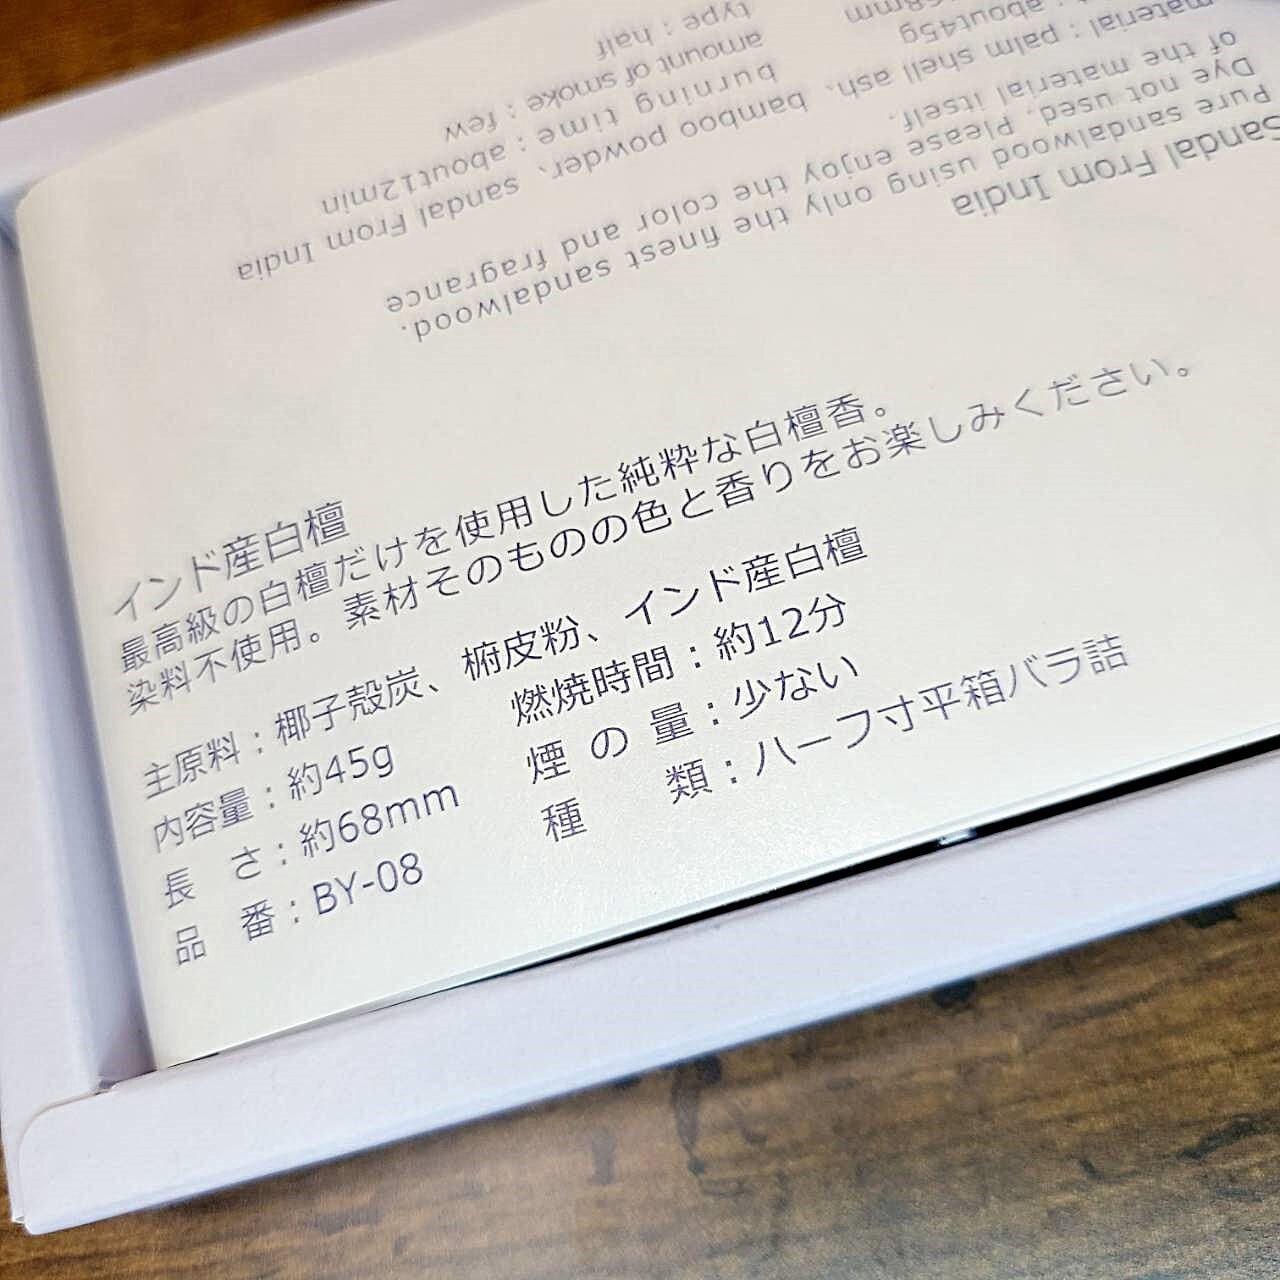 Sandal From India
Pure sandalwood using only the finest sandalwood.
Dye not used. Please enjoy the color and fragrance
of the material itself.
material : palm shell ash、bamboo powder、sandal From India
: about45g burning time : about12min
68mm amount of smoke : few
type : half
インド産白檀
最高級の白檀だけを使用した純粋な白檀香。
染料不使用。素材そのものの色と香りをお楽しみください。
主原料：椰子殻炭、椨皮粉、インド産白檀
内容量：約45g 燃焼時間：約12分
長 さ：約68mm 煙の量：少ない
品 番：BY-08 種 類：ハーフ寸平箱バラ詰